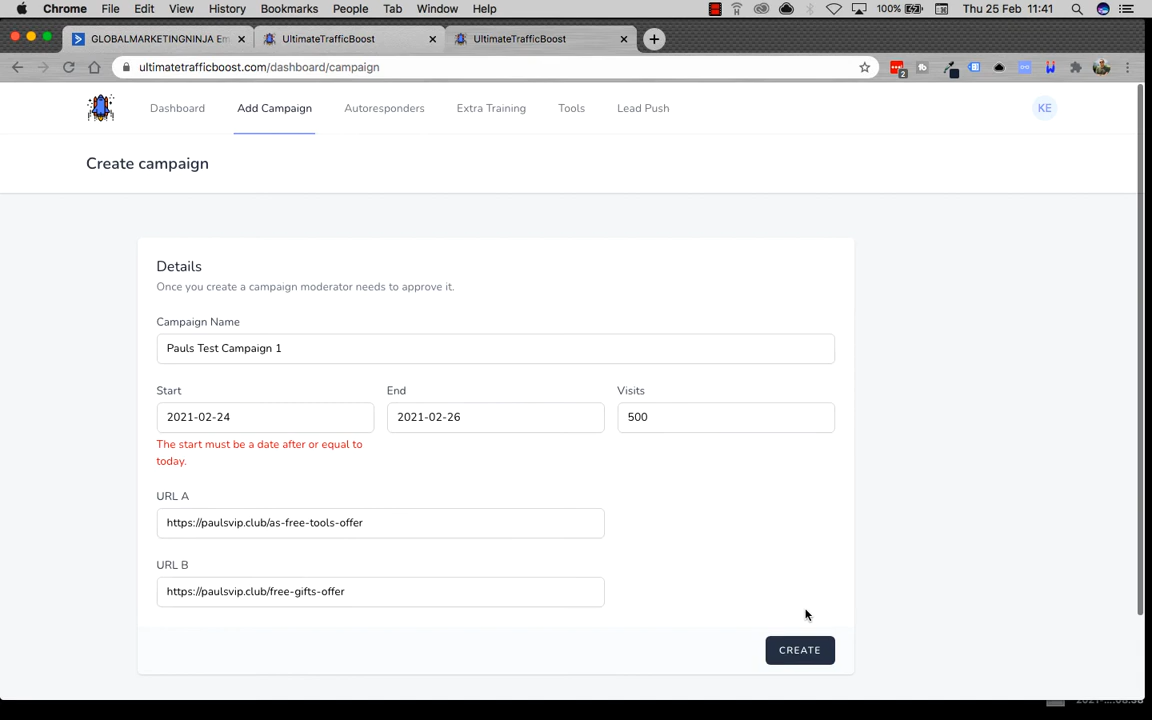 Chrome File Edit View History Bookmarks People Tab Window Help 100% Thu 25 Feb 11:41
GLOBALMARKETINGNINJA Em UltimateTrafficBoost UltimateTrafficBoost
ultimatetrafficboost.com/dashboard/campaign 2
Dashboard Add Campaign Autoresponders Extra Training Tools Lead Push KE
Create campaign
Details
Once you create a campaign moderator needs to approve it.
Campaign Name
Pauls Test Campaign 1
Start End Visits
2021-02-24 2021-02-26 500
The start must be a date after or equal to
today.
URL A
https://paulsvip.club/as-free-tools-offer
URL B
https://paulsvip.club/free-gifts-offer
CREATE